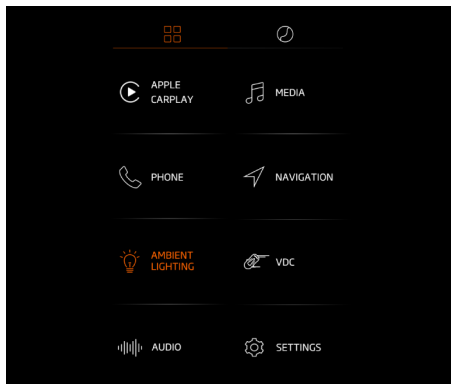 APPLE
CARPLAY
MEDIA
PHONE
NAVIGATION
AMBIENT
LIGHTING
VDC
AUDIO
SETTINGS